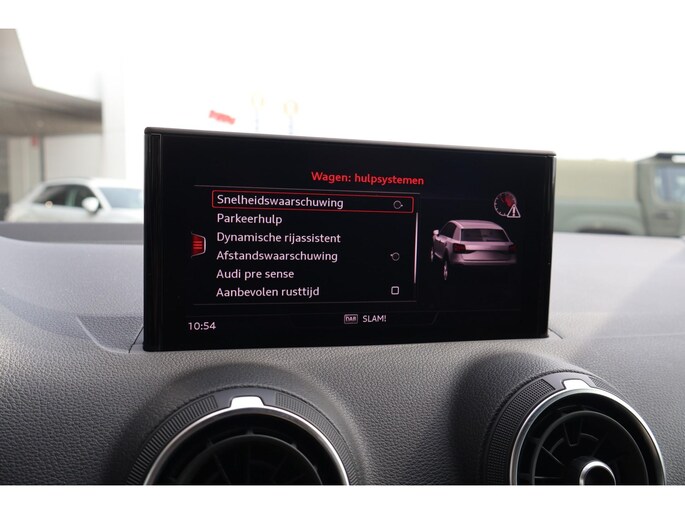 Wagen: hulpsystemen
Snelheidswaarschuwing
Parkeerhulp
Dynamische rijassistent
Afstandswaarschuwing
Audi pre sense
Aanbevolen rusttijd
10:54
SLAM!